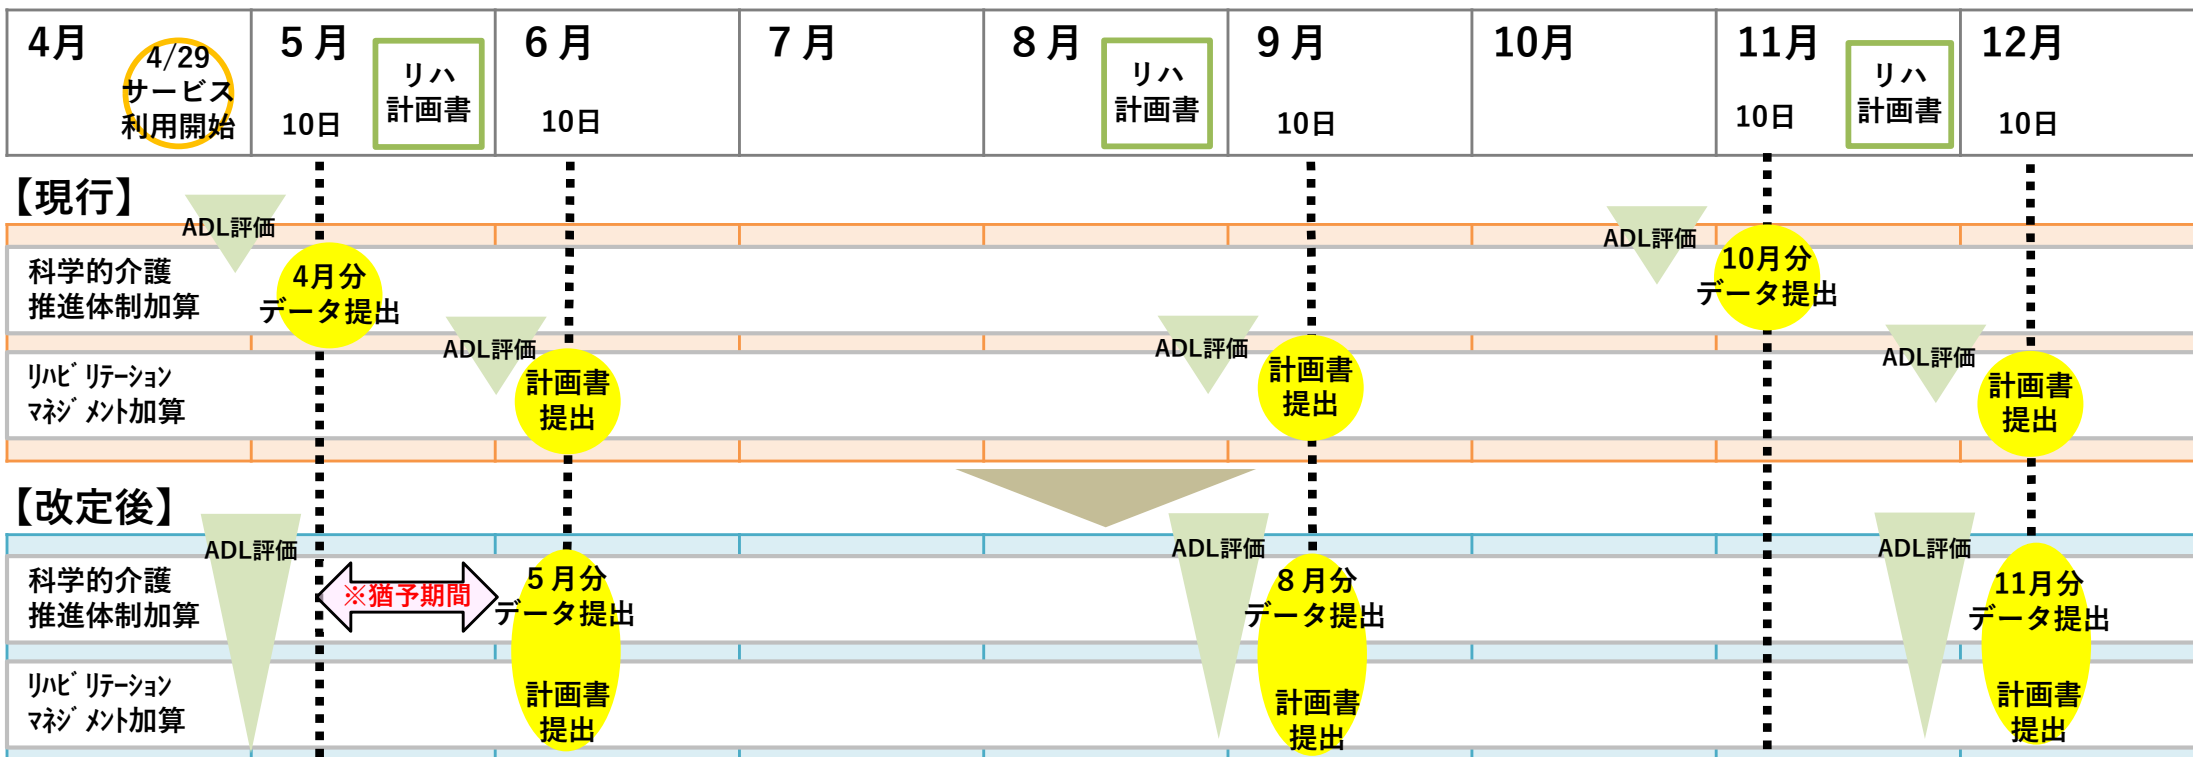 4月
4/29
サービス
利用開始
5月
10日
リハ
計画書
6月
10日
7月
8月
リハ
計画書
9月
10日
10月
11月
10日
リハ
計画書
12月
10日
【現行】
ADL評価
ADL評価
科学的介護
推進体制加算
4月分
データ提出
10月分
データ提出
ADL評価
ADL評価
ADL評価
リハビリテーション
マネジメント加算
計画書
提出
計画書
提出
計画書
提出
【改定後】
ADL評価
ADL評価
ADL評価
科学的介護
推進体制加算
※猶予期間
5月分
データ提出
8月分
データ提出
11月分
データ提出
リハビリテーション
マネジメント加算
計画書
提出
計画書
提出
計画書
提出